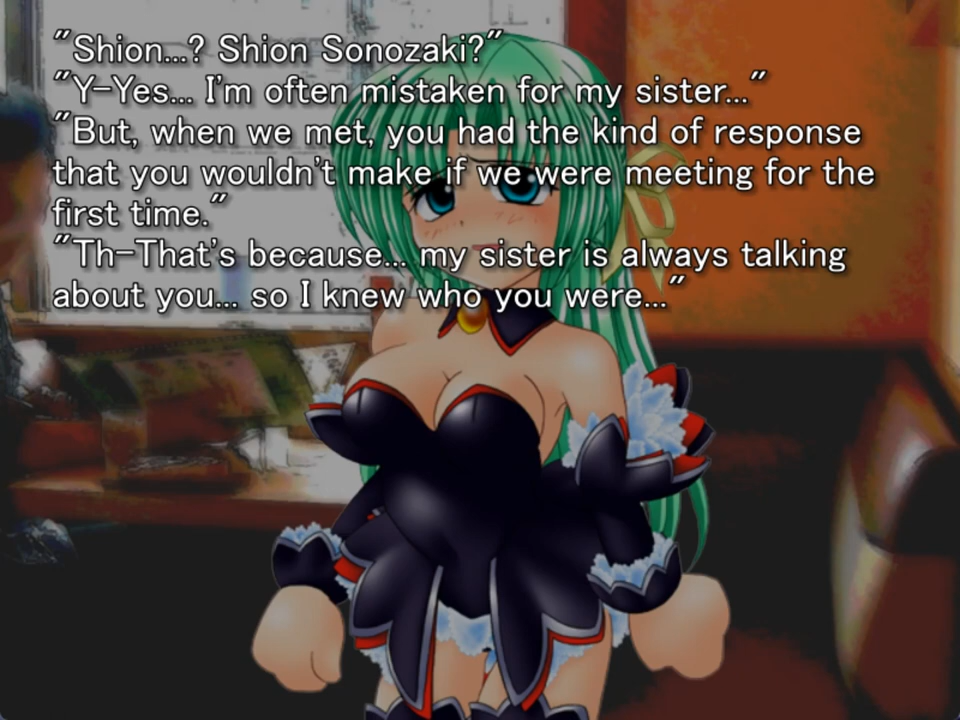 "Shion...? Shion Sonozaki?"
"Y-Yes... I'm often mistaken for my sister..."
"But, when we met, you had the kind of response
that you wouldn't make if we were meeting for the
first time."
"Th-That's because... my sister is always talking
about you... so I knew who you were..."